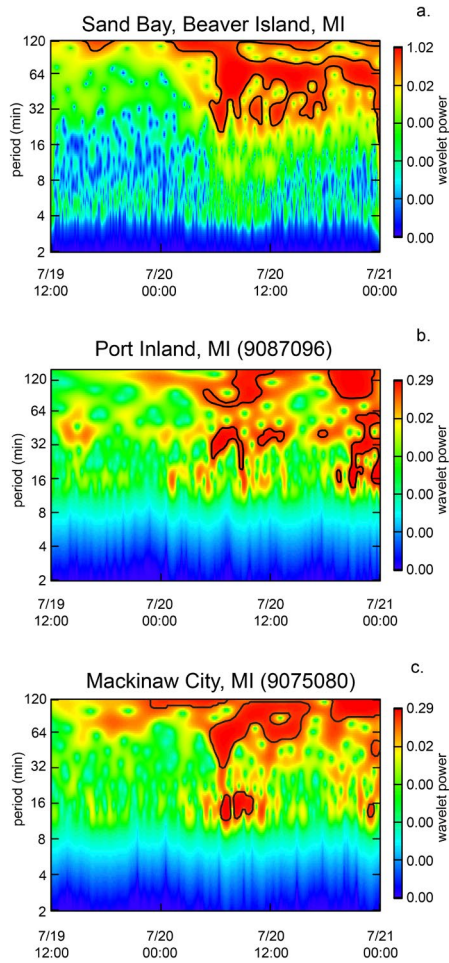 a.
Sand Bay, Beaver Island, MI
120
64
32
16
8
4
2
period (min)
7/19 7/20 7/20 7/21
12:00 00:00 12:00 00:00
1.02
0.02
0.00
0.00
0.00
wavelet power
b.
Port Inland, MI (9087096)
120
64
32
16
8
4
2
period (min)
7/19 7/20 7/20 7/21
12:00 00:00 12:00 00:00
0.29
0.02
0.00
0.00
0.00
wavelet power
c.
Mackinaw City, MI (9075080)
120
64
32
16
8
4
2
period (min)
7/19 7/20 7/20 7/21
12:00 00:00 12:00 00:00
0.29
0.02
0.00
0.00
0.00
wavelet power